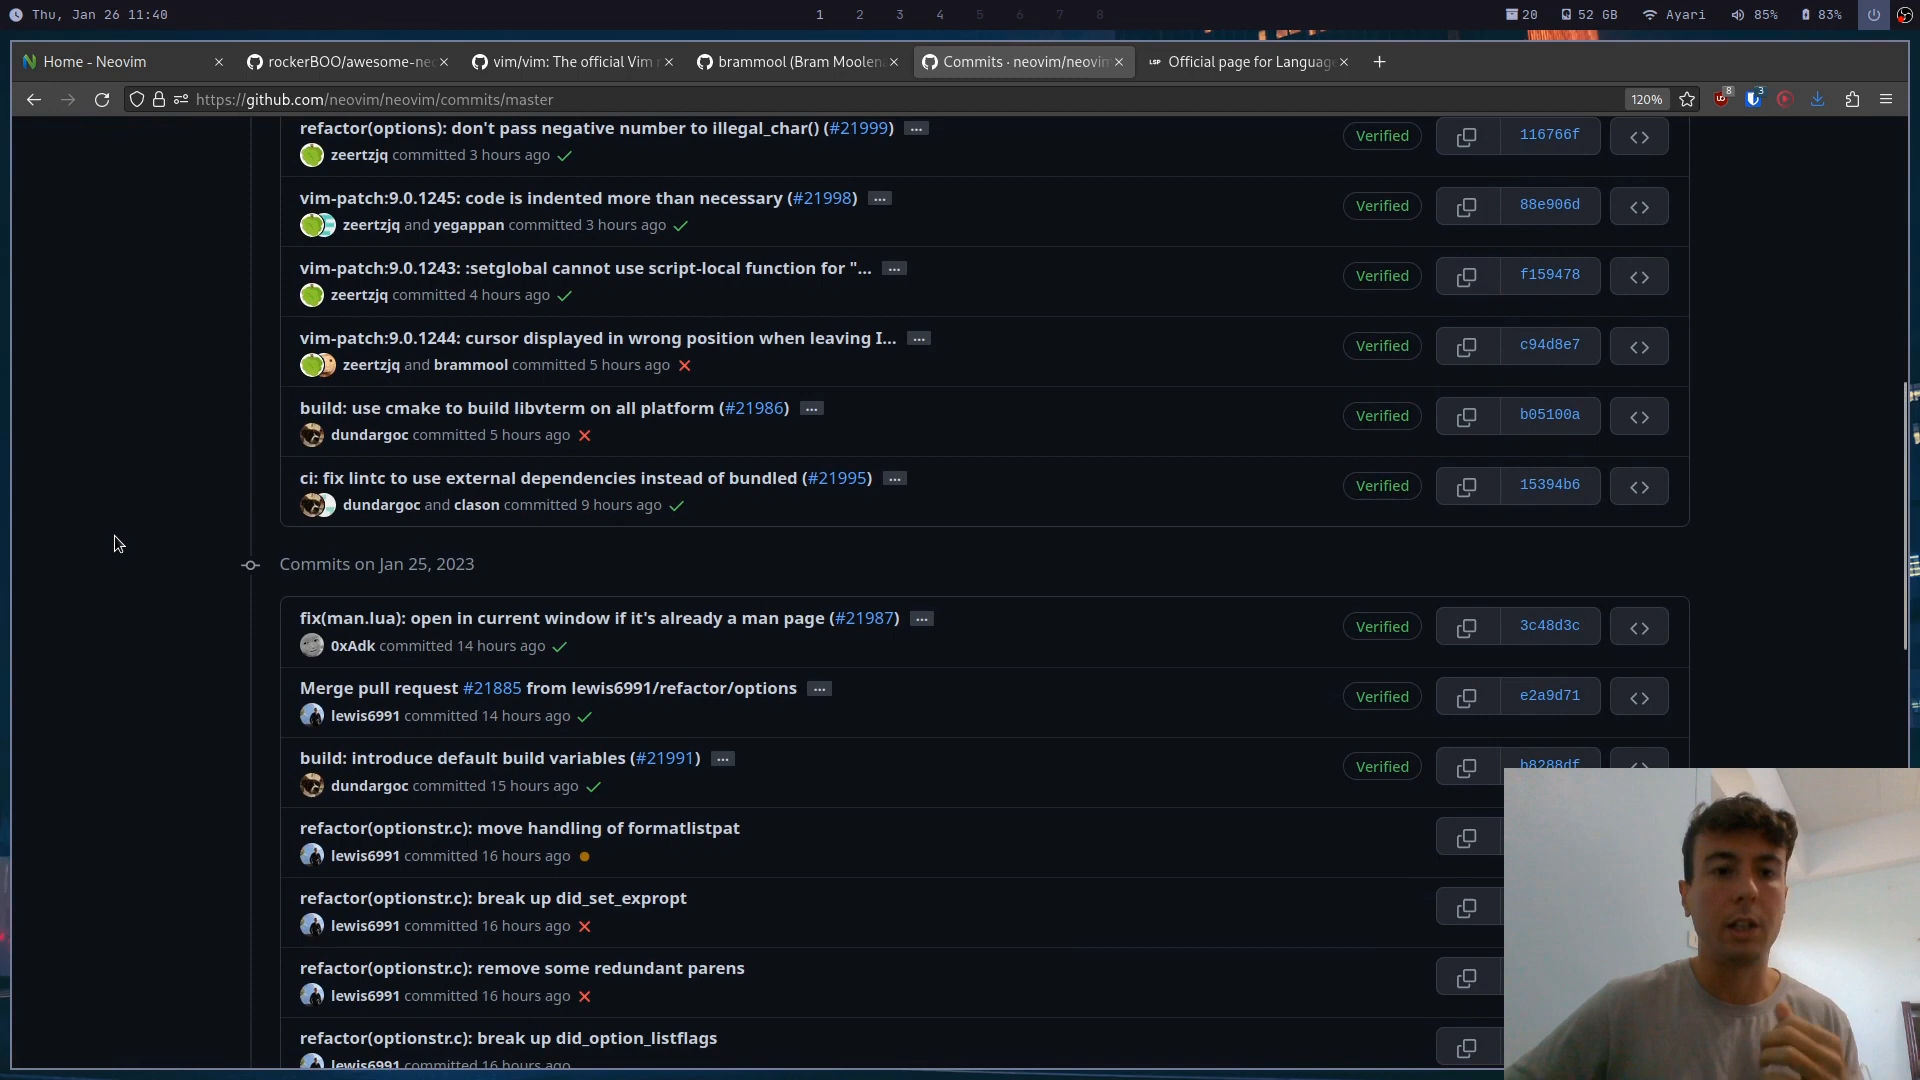 Thu, Jan 26 11:40
1 2 3 4 5 6 7 8
20 52 GB Ayari 85% 83%
Home - Neovim
rockerBOO/awesome-neo
vim/vim: The official Vim
brammool (Bram Moolena
Commits · neovim/neovim
Official page for Language
https://github.com/neovim/neovim/commits/master
120%
8
3
refactor(options): don't pass negative number to illegal_char() (#21999) ...
zeertzjq committed 3 hours ago
Verified 116766f
vim-patch:9.0.1245: code is indented more than necessary (#21998) ...
zeertzjq and yegappan committed 3 hours ago
Verified 88e906d
vim-patch:9.0.1243: :setglobal cannot use script-local function for "… ...
zeertzjq committed 4 hours ago
Verified f159478
vim-patch:9.0.1244: cursor displayed in wrong position when leaving I… ...
zeertzjq and brammool committed 5 hours ago
Verified c94d8e7
build: use cmake to build libvterm on all platform (#21986) ...
dundargoc committed 5 hours ago
Verified b05100a
ci: fix lintc to use external dependencies instead of bundled (#21995) ...
dundargoc and clason committed 9 hours ago
Verified 15394b6
Commits on Jan 25, 2023
fix(man.lua): open in current window if it's already a man page (#21987) ...
0xAdk committed 14 hours ago
Verified 3c48d3c
Merge pull request #21885 from lewis6991/refactor/options ...
lewis6991 committed 14 hours ago
Verified e2a9d71
build: introduce default build variables (#21991) ...
dundargoc committed 15 hours ago
Verified b8288df
refactor(optionstr.c): move handling of formatlistpat
lewis6991 committed 16 hours ago
refactor(optionstr.c): break up did_set_expropt
lewis6991 committed 16 hours ago
refactor(optionstr.c): remove some redundant parens
lewis6991 committed 16 hours ago
refactor(optionstr.c): break up did_option_listflags
lewis6991 committed 16 hours ago